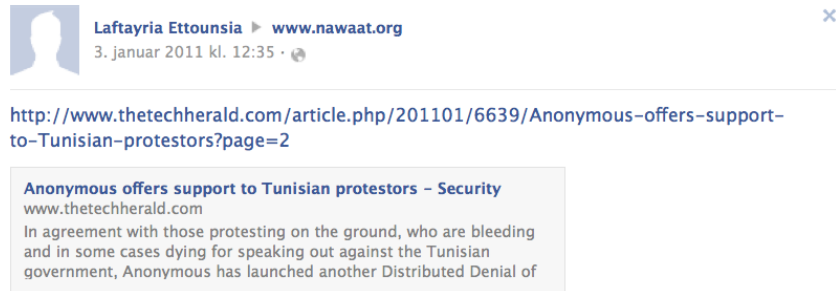 Laftayria Ettounsia ▶ www.nawaat.org
3. januar 2011 kl. 12:35 ·
http://www.thetechherald.com/article.php/201101/6639/Anonymous-offers-support-
to-Tunisian-protestors?page=2
Anonymous offers support to Tunisian protestors – Security
www.thetechherald.com
In agreement with those protesting on the ground, who are bleeding
and in some cases dying for speaking out against the Tunisian
government, Anonymous has launched another Distributed Denial of